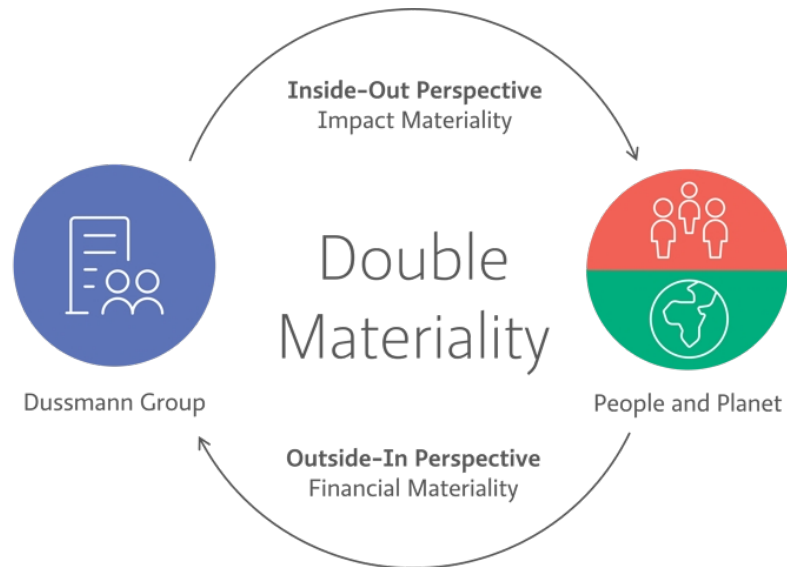 Inside-Out Perspective
Impact Materiality
Double
Materiality
Dussmann Group
People and Planet
Outside-In Perspective
Financial Materiality